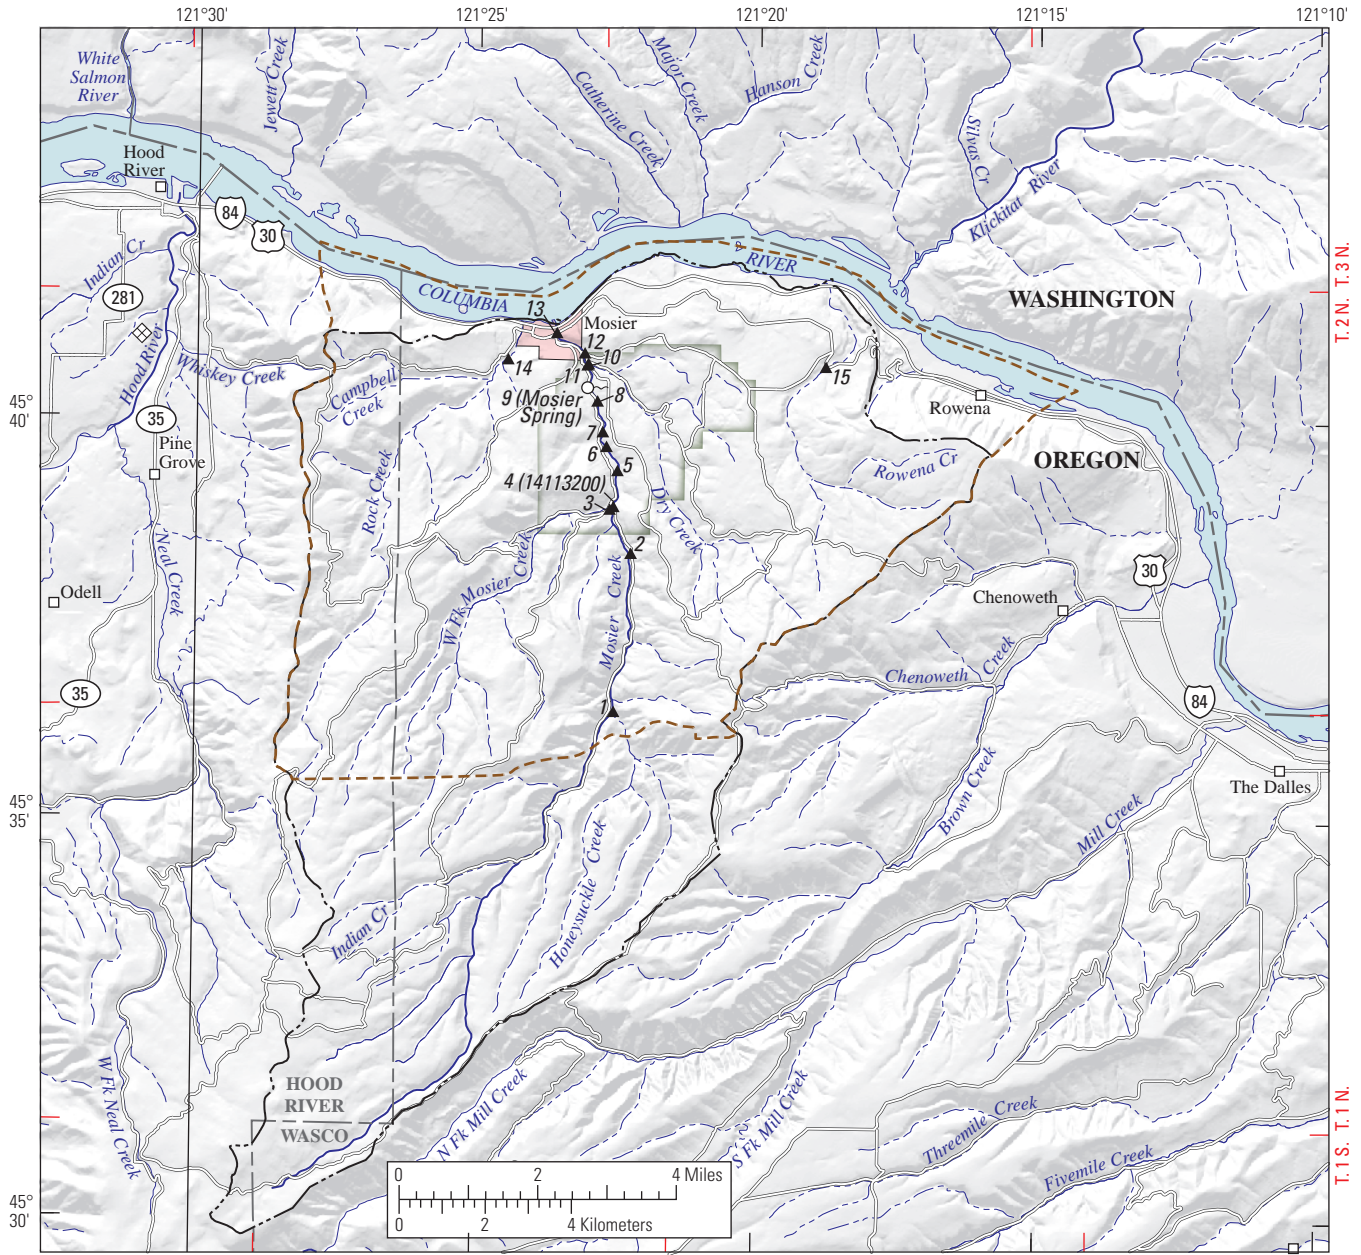 121°30' 121°25' 121°20' 121°15' 121°10'
White
Salmon
River
Jewett Creek
Catherine Creek
Major Creek
Hanson Creek
Silvas Cr
Klickitat River
Hood
River
84
30
Indian Cr
281
Hood River
COLUMBIA
RIVER
WASHINGTON
T. 2 N. T. 3 N.
13
Mosier
12
10
11
14
15
Whiskey Creek
Campbell
Creek
9 (Mosier
Spring)
8
Rowena
45°
40'
35
Pine
Grove
7
6
5
OREGON
Rowena Cr
4 (14113200)
3
Rock Creek
Dry Creek
2
Neal Creek
W Fk Mosier Creek
Mosier Creek
30
Odell
Chenoweth
Chenoweth Creek
35
84
1
The Dalles
45°
35'
Brown Creek
Mill Creek
Honeysuckle Creek
Indian Cr
W Fk Neal Creek
HOOD
RIVER
WASCO
N Fk Mill Creek
S Fk Mill Creek
Threemile Creek
Fivemile Creek
T. 1 S. T. 1 N.
45°
30'
0 2 4 Miles
0 2 4 Kilometers